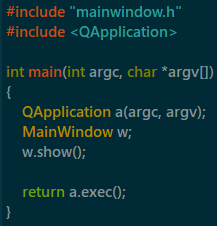 #include "mainwindow.h"
#include <QApplication>

int main(int argc, char *argv[])
{
    QApplication a(argc, argv);
    MainWindow w;
    w.show();

    return a.exec();
}